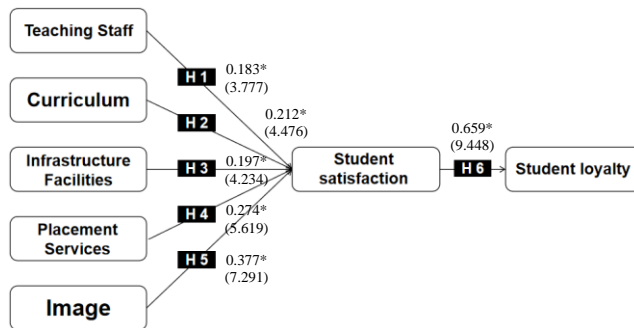 Teaching Staff
H 1
0.183*
(3.777)
Curriculum
H 2
0.212*
(4.476)
Infrastructure
Facilities
H 3
0.197*
(4.234)
Student
satisfaction
0.659*
(9.448)
H 6
Student loyalty
Placement
Services
H 4
0.274*
(5.619)
H 5
0.377*
(7.291)
Image